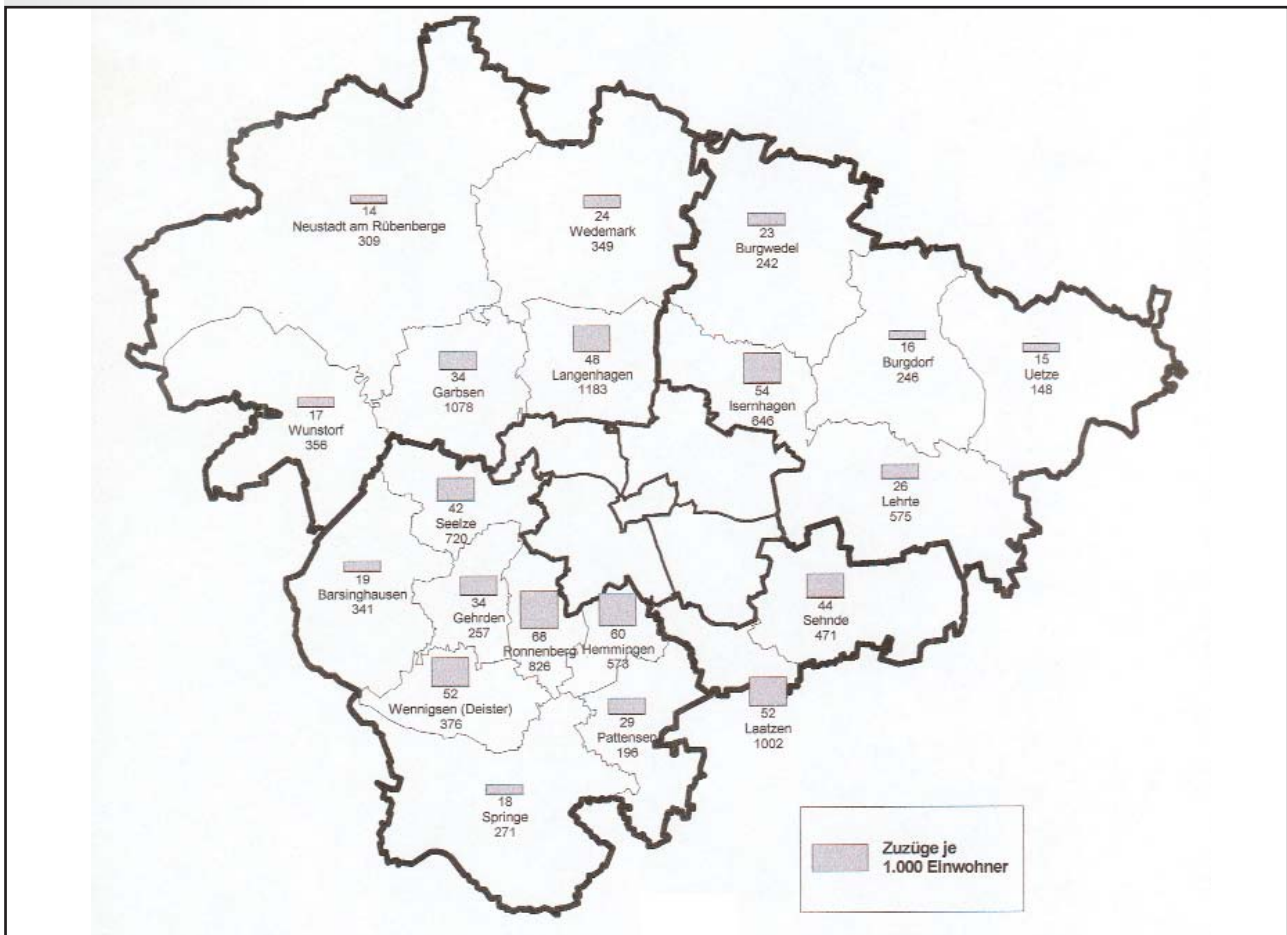 14
Neustadt am Rübenberge
309
24
Wedemark
349
23
Burgwedel
242
16
Burgdorf
246
15
Uetze
148
17
Wunstorf
356
34
Garbsen
1078
48
Langenhagen
1183
54
Isernhagen
646
26
Lehrte
575
42
Seelze
720
19
Barsinghausen
341
34
Gehrden
257
68
Ronnenberg
826
60
Hemmingen
573
44
Sehnde
471
52
Wennigsen (Deister)
376
29
Pattensen
196
52
Laatzen
1002
18
Springe
271
Zuzüge je
1.000 Einwohner